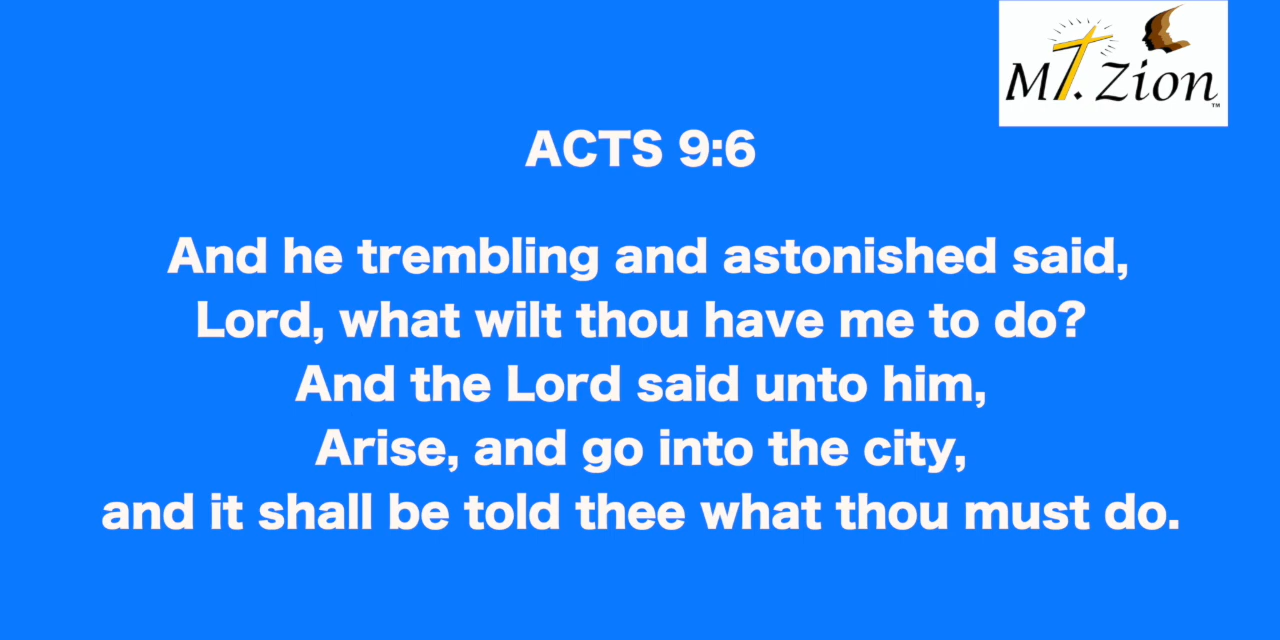 MT. Zion
TM
ACTS 9:6
And he trembling and astonished said,
Lord, what wilt thou have me to do?
And the Lord said unto him,
Arise, and go into the city,
and it shall be told thee what thou must do.